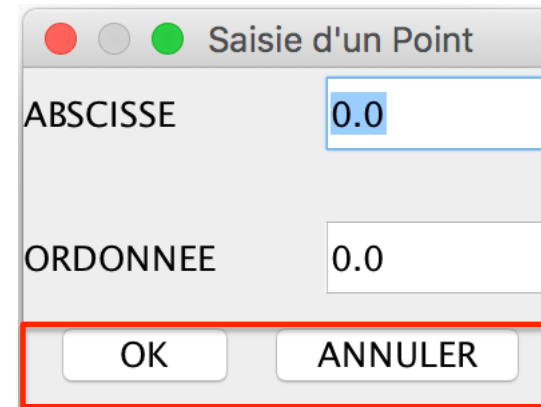 Saisie d'un Point
ABSCISSE 0.0
ORDONNEE 0.0
OK ANNULER